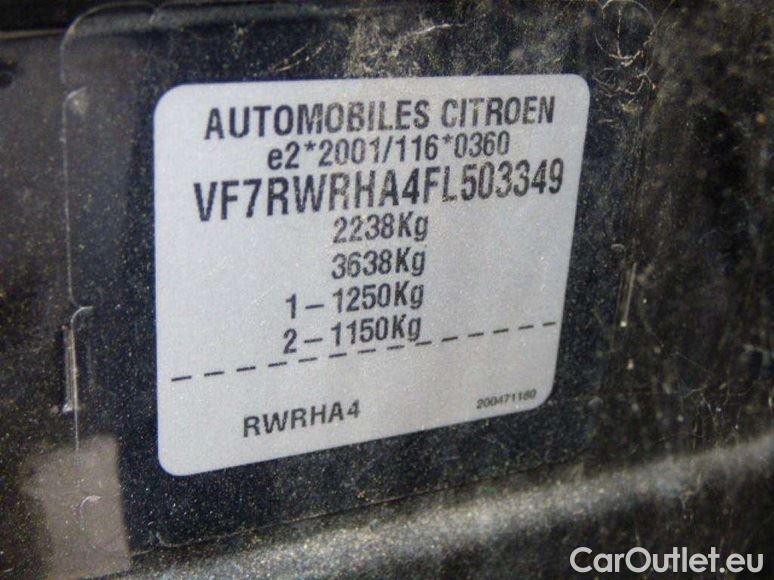 AUTOMOBILES CITROEN
e2*2001/116*0360
VF7RWRHA4FL503349
2238Kg
3638Kg
1-1250Kg
2-1150Kg
RWRHA4
200471180
CarOutlet.eu